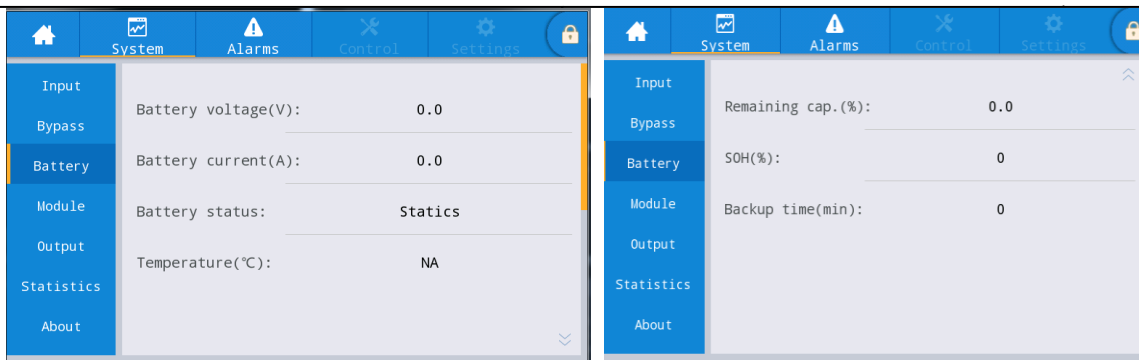 System Alarms Control Settings
Input
Bypass
Battery
Module
Output
Statistics
About
Battery voltage(V): 0.0
Battery current(A): 0.0
Battery status: Statics
Temperature(℃): NA
System Alarms Control Settings
Input
Bypass
Battery
Module
Output
Statistics
About
Remaining cap.(%): 0.0
SOH(%): 0
Backup time(min): 0